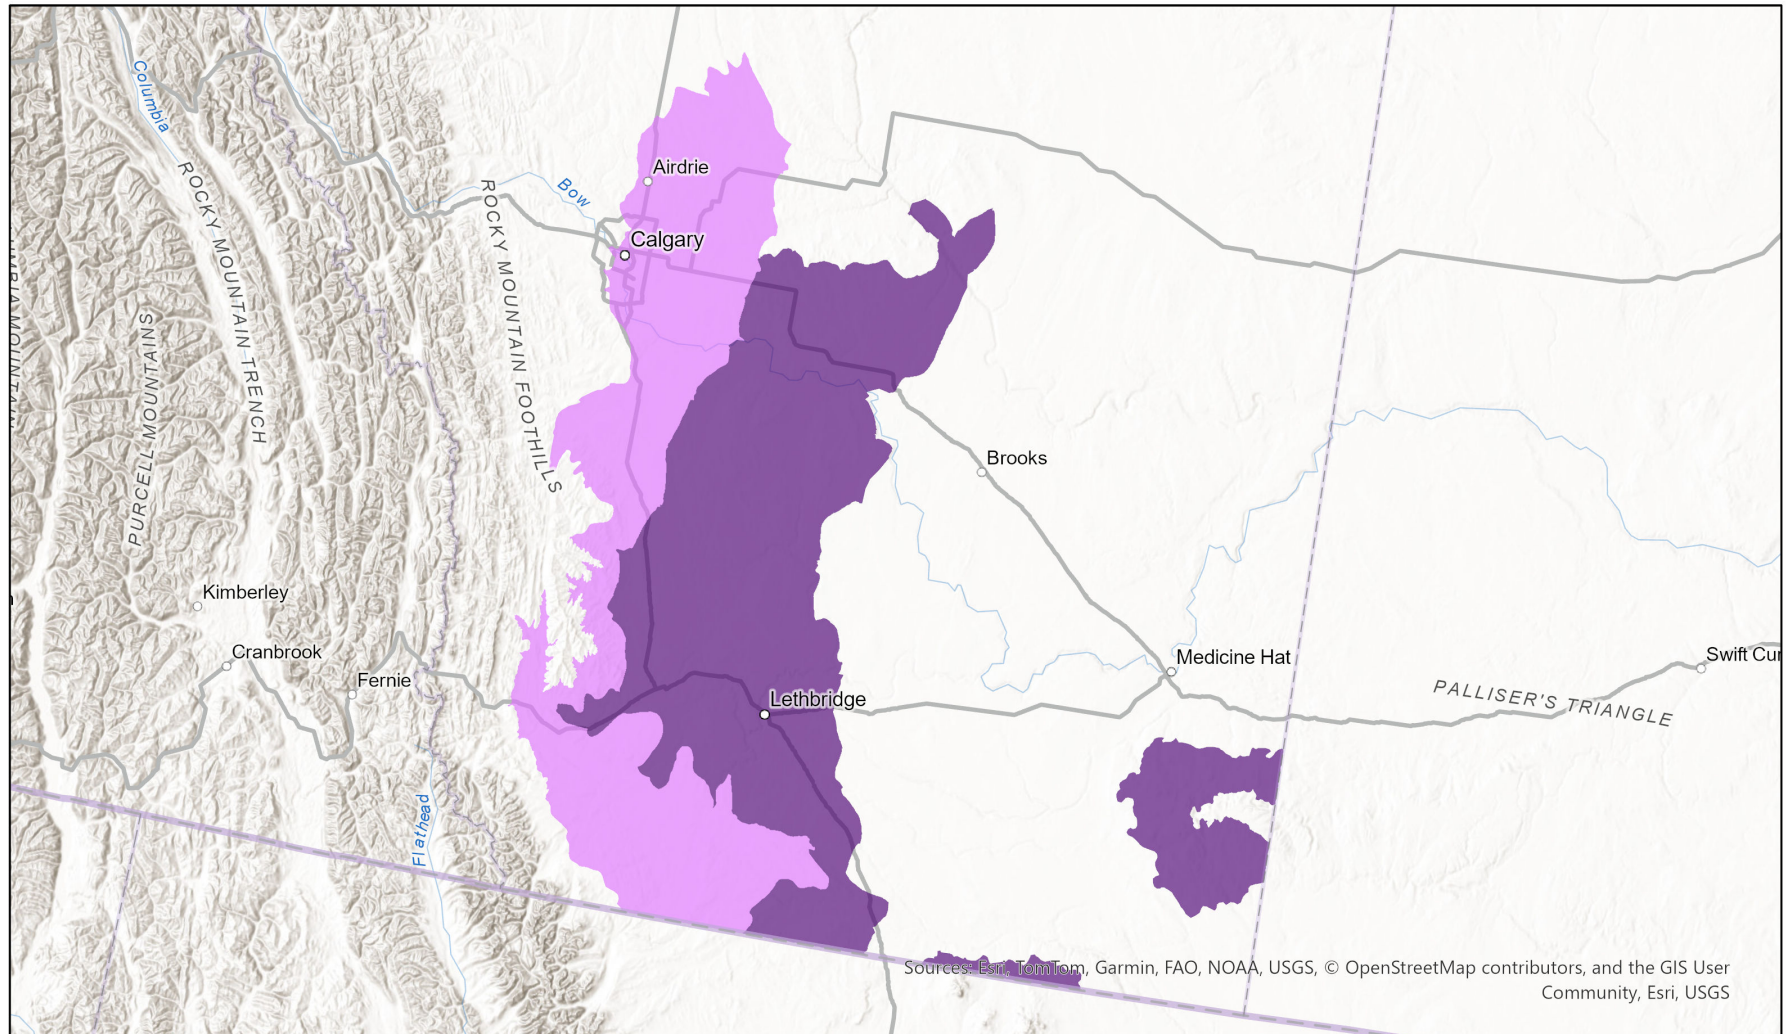 Columbia
ROCKY MOUNTAIN TRENCH
ROCKY MOUNTAIN FOOTHILLS
Bow
Airdrie
Calgary
PURCELL MOUNTAINS
Brooks
Kimberley
Cranbrook
Fernie
Medicine Hat
Lethbridge
Swift Cur
PALLISER'S TRIANGLE
Flathead
Sources: Esri, TomTom, Garmin, FAO, NOAA, USGS, © OpenStreetMap contributors, and the GIS User
Community, Esri, USGS